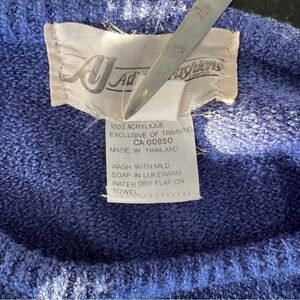 AJ
Fashions
100% ACRYLIQUE
EXCLUSIVE OF TRIMMING
CA 00850
MADE IN THAILAND
WASH WITH MILD
SOAP IN LUKEWARM
WATER DRY FLAT ON
TOWEL